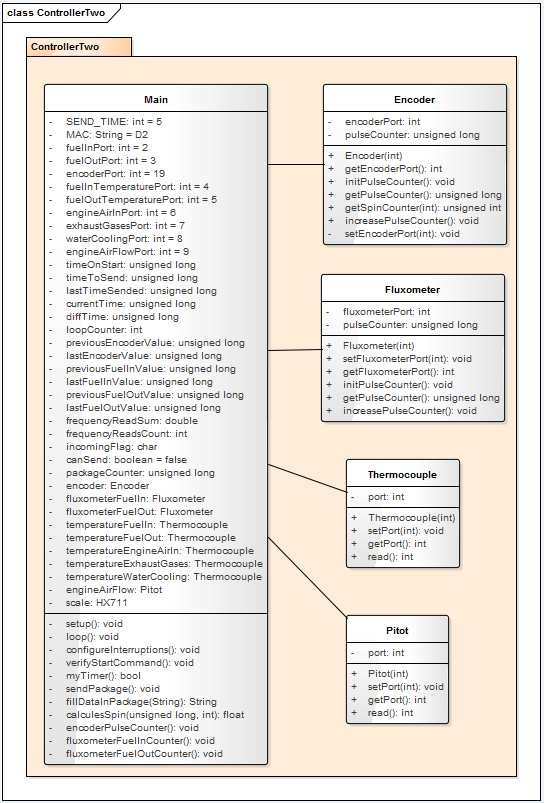 class ControllerTwo
ControllerTwo
Main
- SEND_TIME: int = 5
- MAC: String = D2
- fuelInPort: int = 2
- fuelOutPort: int = 3
- encoderPort: int = 19
- fuelInTemperaturePort: int = 4
- fuelOutTemperaturePort: int = 5
- engineAirInPort: int = 6
- exhaustGasesPort: int = 7
- waterCoolingPort: int = 8
- engineAirFlowPort: int = 9
- timeOnStart: unsigned long
- timeToSend: unsigned long
- lastTimeSended: unsigned long
- currentTime: unsigned long
- diffTime: unsigned long
- loopCounter: int
- previousEncoderValue: unsigned long
- lastEncoderValue: unsigned long
- previousFuelInValue: unsigned long
- lastFuelInValue: unsigned long
- previousFuelOutValue: unsigned long
- lastFuelOutValue: unsigned long
- frequencyReadSum: double
- frequencyReadsCount: int
- incomingFlag: char
- canSend: boolean = false
- packageCounter: unsigned long
- encoder: Encoder
- fluxometerFuelIn: Fluxometer
- fluxometerFuelOut: Fluxometer
- temperatureFuelIn: Thermocouple
- temperatureFuelOut: Thermocouple
- temperatureEngineAirIn: Thermocouple
- temperatureExhaustGases: Thermocouple
- temperatureWaterCooling: Thermocouple
- engineAirFlow: Pitot
- scale: HX711
- setup(): void
- loop(): void
- configureInterruptions(): void
- verifyStartCommand(): void
- myTimer(): bool
- sendPackage(): void
- fillDataInPackage(String): String
- calculesSpin(unsigned long, int): float
- encoderPulseCounter(): void
- fluxometerFuelInCounter(): void
- fluxometerFuelOutCounter(): void
Encoder
- encoderPort: int
- pulseCounter: unsigned long
+ Encoder(int)
+ getEncoderPort(): int
+ initPulseCounter(): void
+ getPulseCounter(): unsigned long
+ getSpinCounter(int): unsigned int
+ increasePulseCounter(): void
- setEncoderPort(int): void
Fluxometer
- fluxometerPort: int
- pulseCounter: unsigned long
+ Fluxometer(int)
+ setFluxometerPort(int): void
+ getFluxometerPort(): int
+ initPulseCounter(): void
+ getPulseCounter(): unsigned long
+ increasePulseCounter(): void
Thermocouple
- port: int
+ Thermocouple(int)
+ setPort(int): void
+ getPort(): int
+ read(): int
Pitot
- port: int
+ Pitot(int)
+ setPort(int): void
+ getPort(): int
+ read(): int